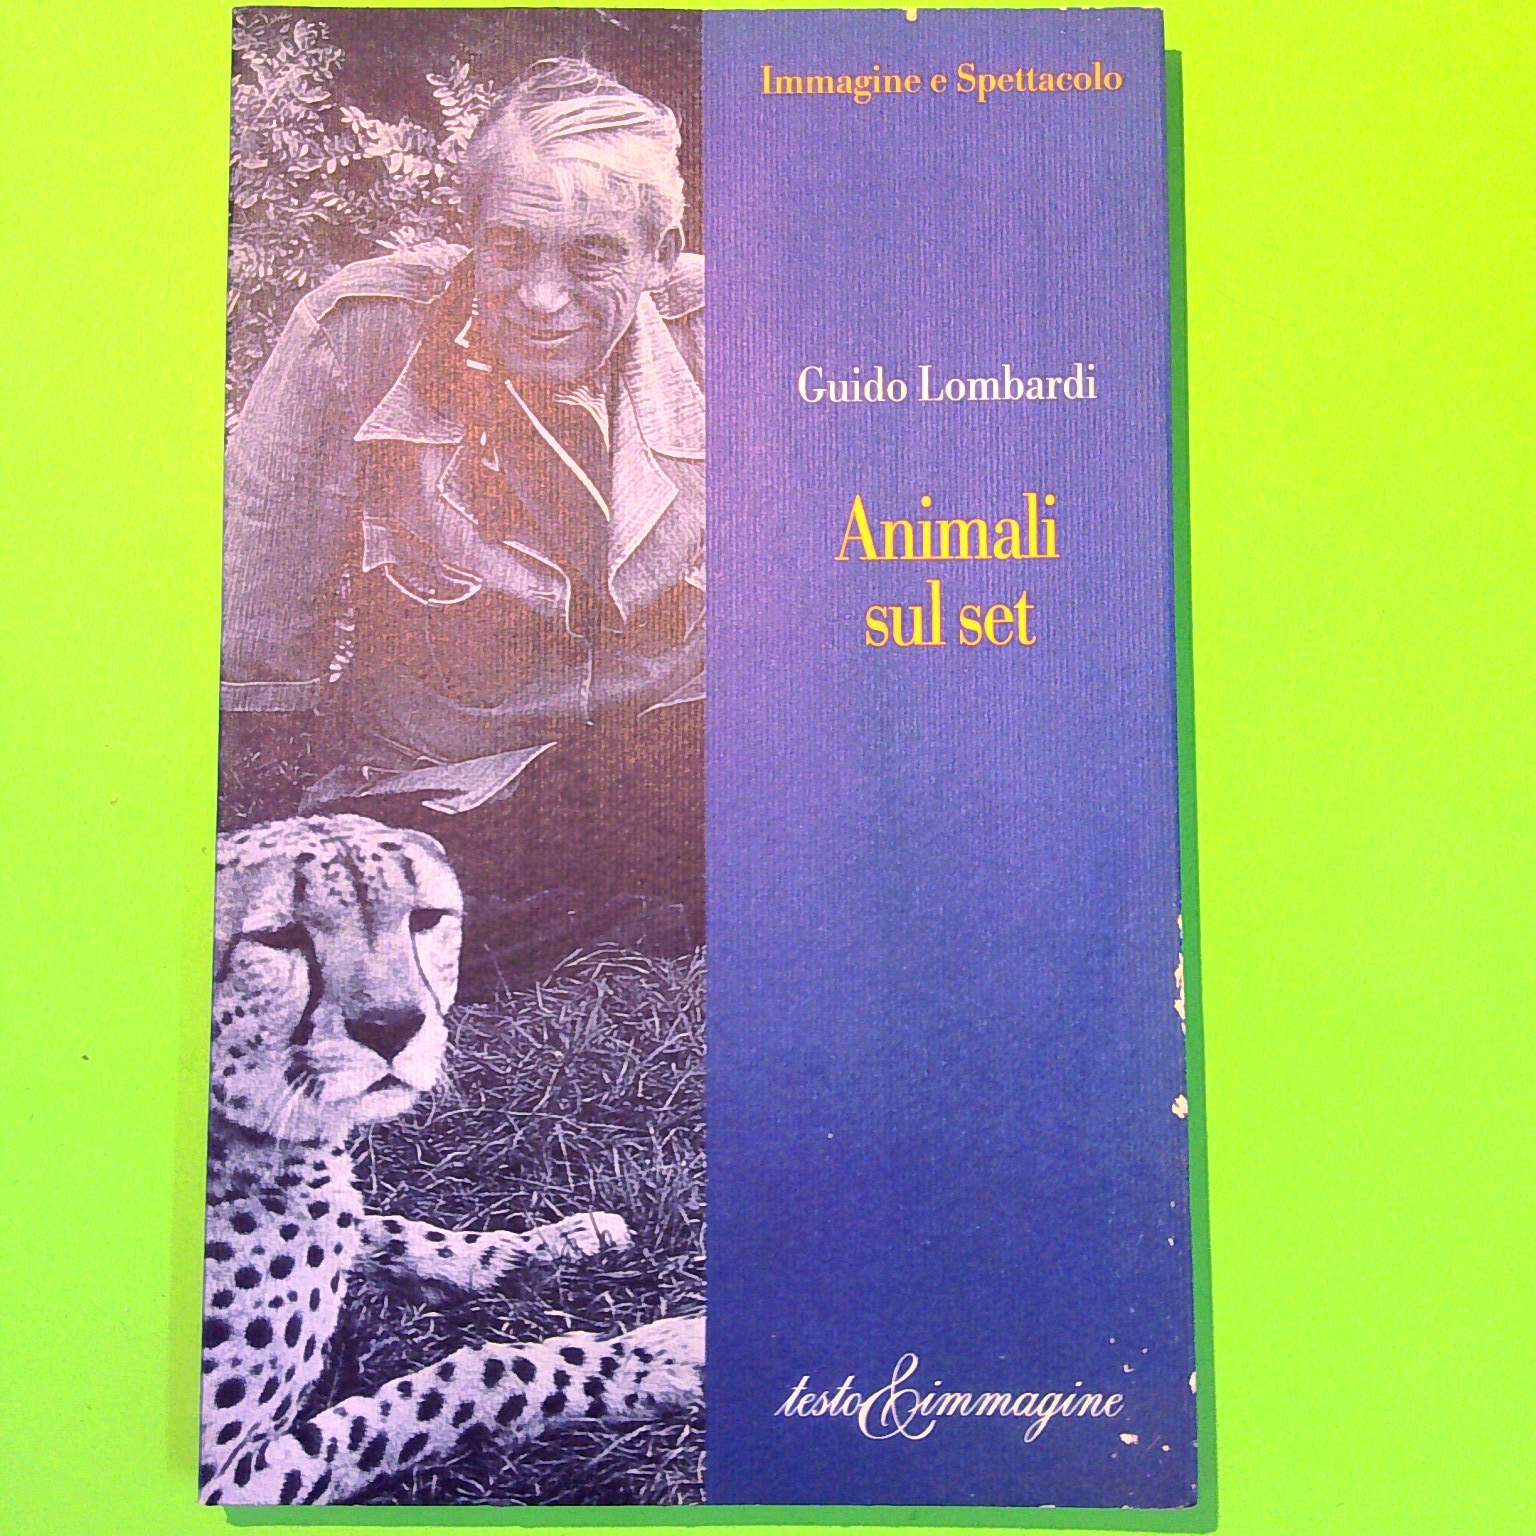 Immagine e Spettacolo
Guido Lombardi
Animali
sul set
testo&immagine